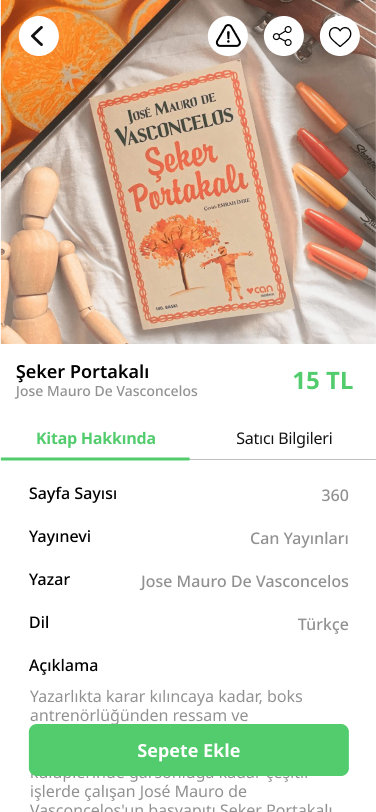 JOSÉ MAURO DE
VASCONCELOS
Şeker
Portakalı
Çeviri EMRAH İMRE
can
Şeker Portakalı
15 TL
Jose Mauro De Vasconcelos
Kitap Hakkında
Satıcı Bilgileri
Sayfa Sayısı
360
Yayınevi
Can Yayınları
Yazar
Jose Mauro De Vasconcelos
Dil
Türkçe
Açıklama
Yazarlıkta karar kılıncaya kadar, boks
antrenörlüğünden ressam ve
Sepete Ekle
işlerde çalışan José Mauro de
Vasconcelos'un başyapıtı Şeker Portakalı,